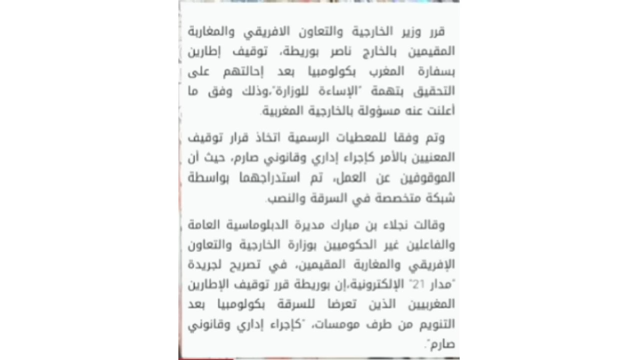 قرر وزير الخارجية والتعاون الافريقي والمغاربة
المقيمين بالخارج ناصر بوريطة، توقيف إطارين
بسفارة المغرب بكولومبيا بعد إحالتهم على
التحقيق بتهمة "الإساءة للوزارة"،وذلك وفق ما
أعلنت عنه مسؤولة بالخارجية المغربية.
وتم وفقا للمعطيات الرسمية اتخاذ قرار توقيف
المعنيين بالأمر كإجراء إداري وقانوني صارم، حيث أن
الموقوفين عن العمل، تم استدراجهما بواسطة
شبكة متخصصة في السرقة والنصب.
وقالت نجلاء بن مبارك مديرة الدبلوماسية العامة
والفاعلين غير الحكوميين بوزارة الخارجية والتعاون
الإفريقي والمغاربة المقيمين، في تصريح لجريدة
"مدار 21" الإلكترونية،إن بوريطة قرر توقيف الإطارين
المغربيين الذين تعرضا للسرقة بكولومبيا بعد
التنويم من طرف مومسات، "كإجراء إداري وقانوني
صارم".